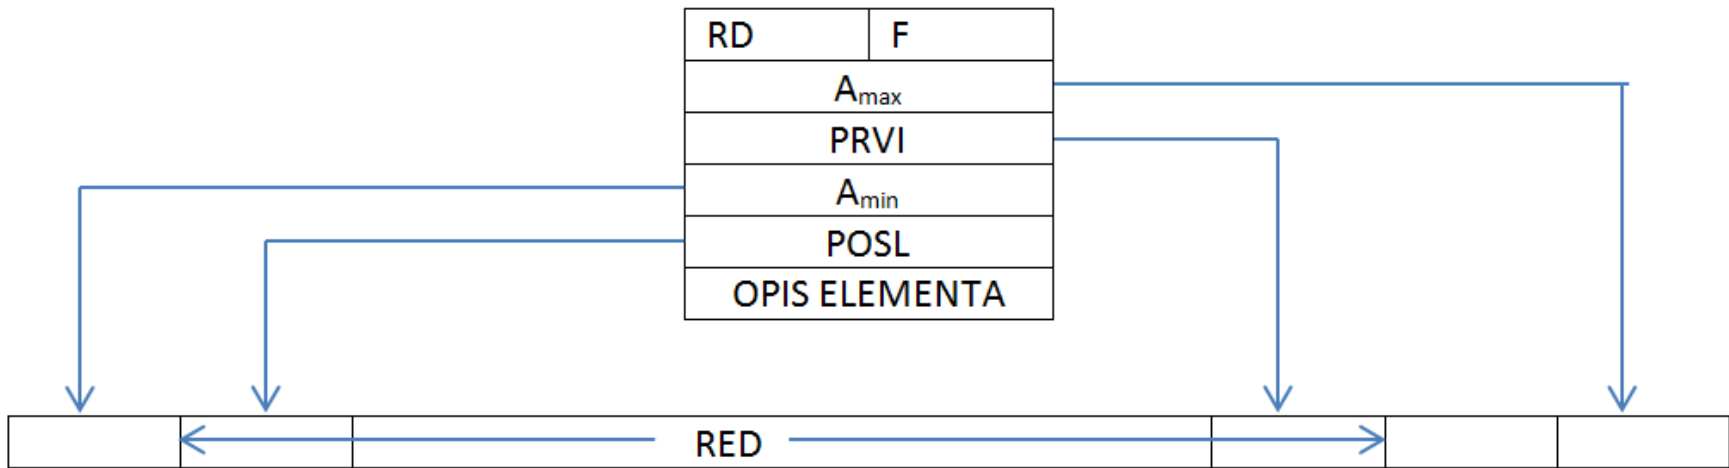 RD F
Amax
PRVI
Amin
POSL
OPIS ELEMENTA
RED